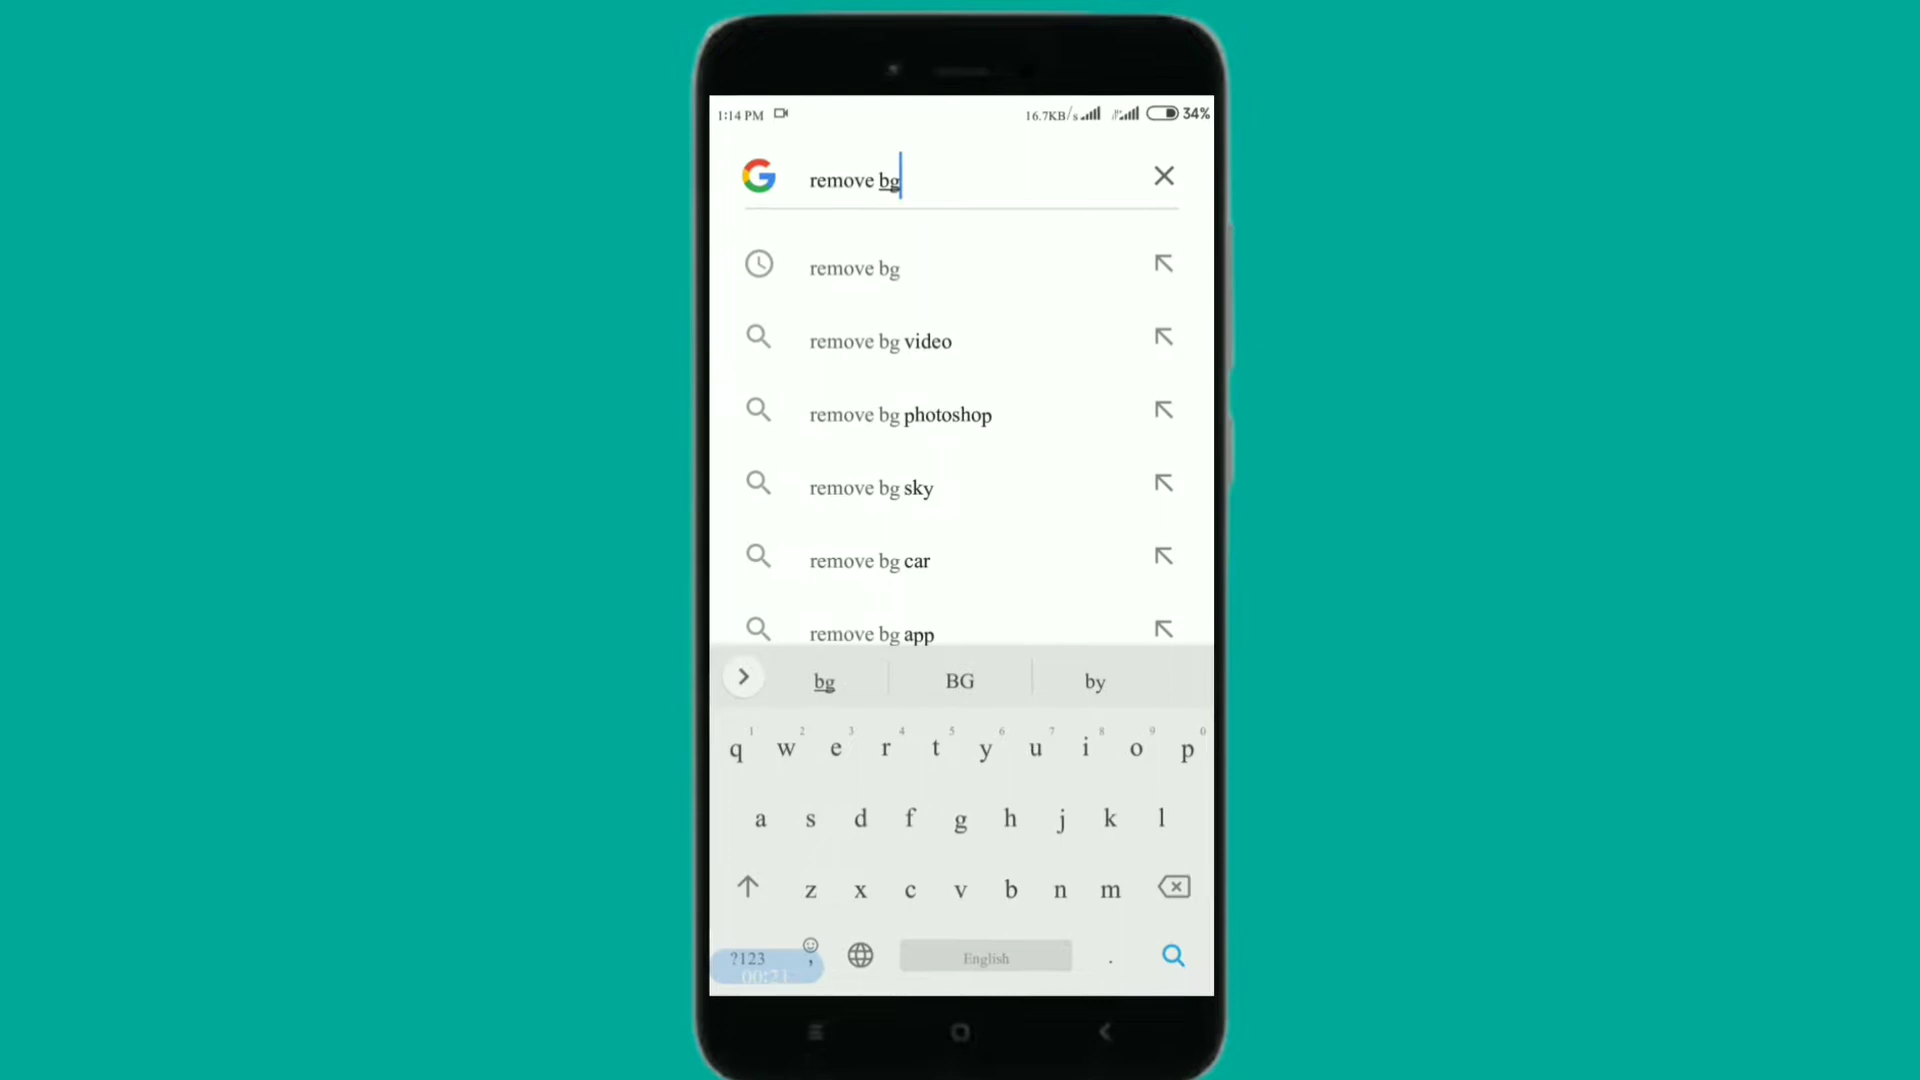 1:14 PM 16.7KB/s 34%
remove bg
remove bg
remove bg video
remove bg photoshop
remove bg sky
remove bg car
remove bg app
bg BG by
1 2 3 4 5 6 7 8 9 0
q w e r t y u i o p
a s d f g h j k l
z x c v b n m
?123 , English .
00:21